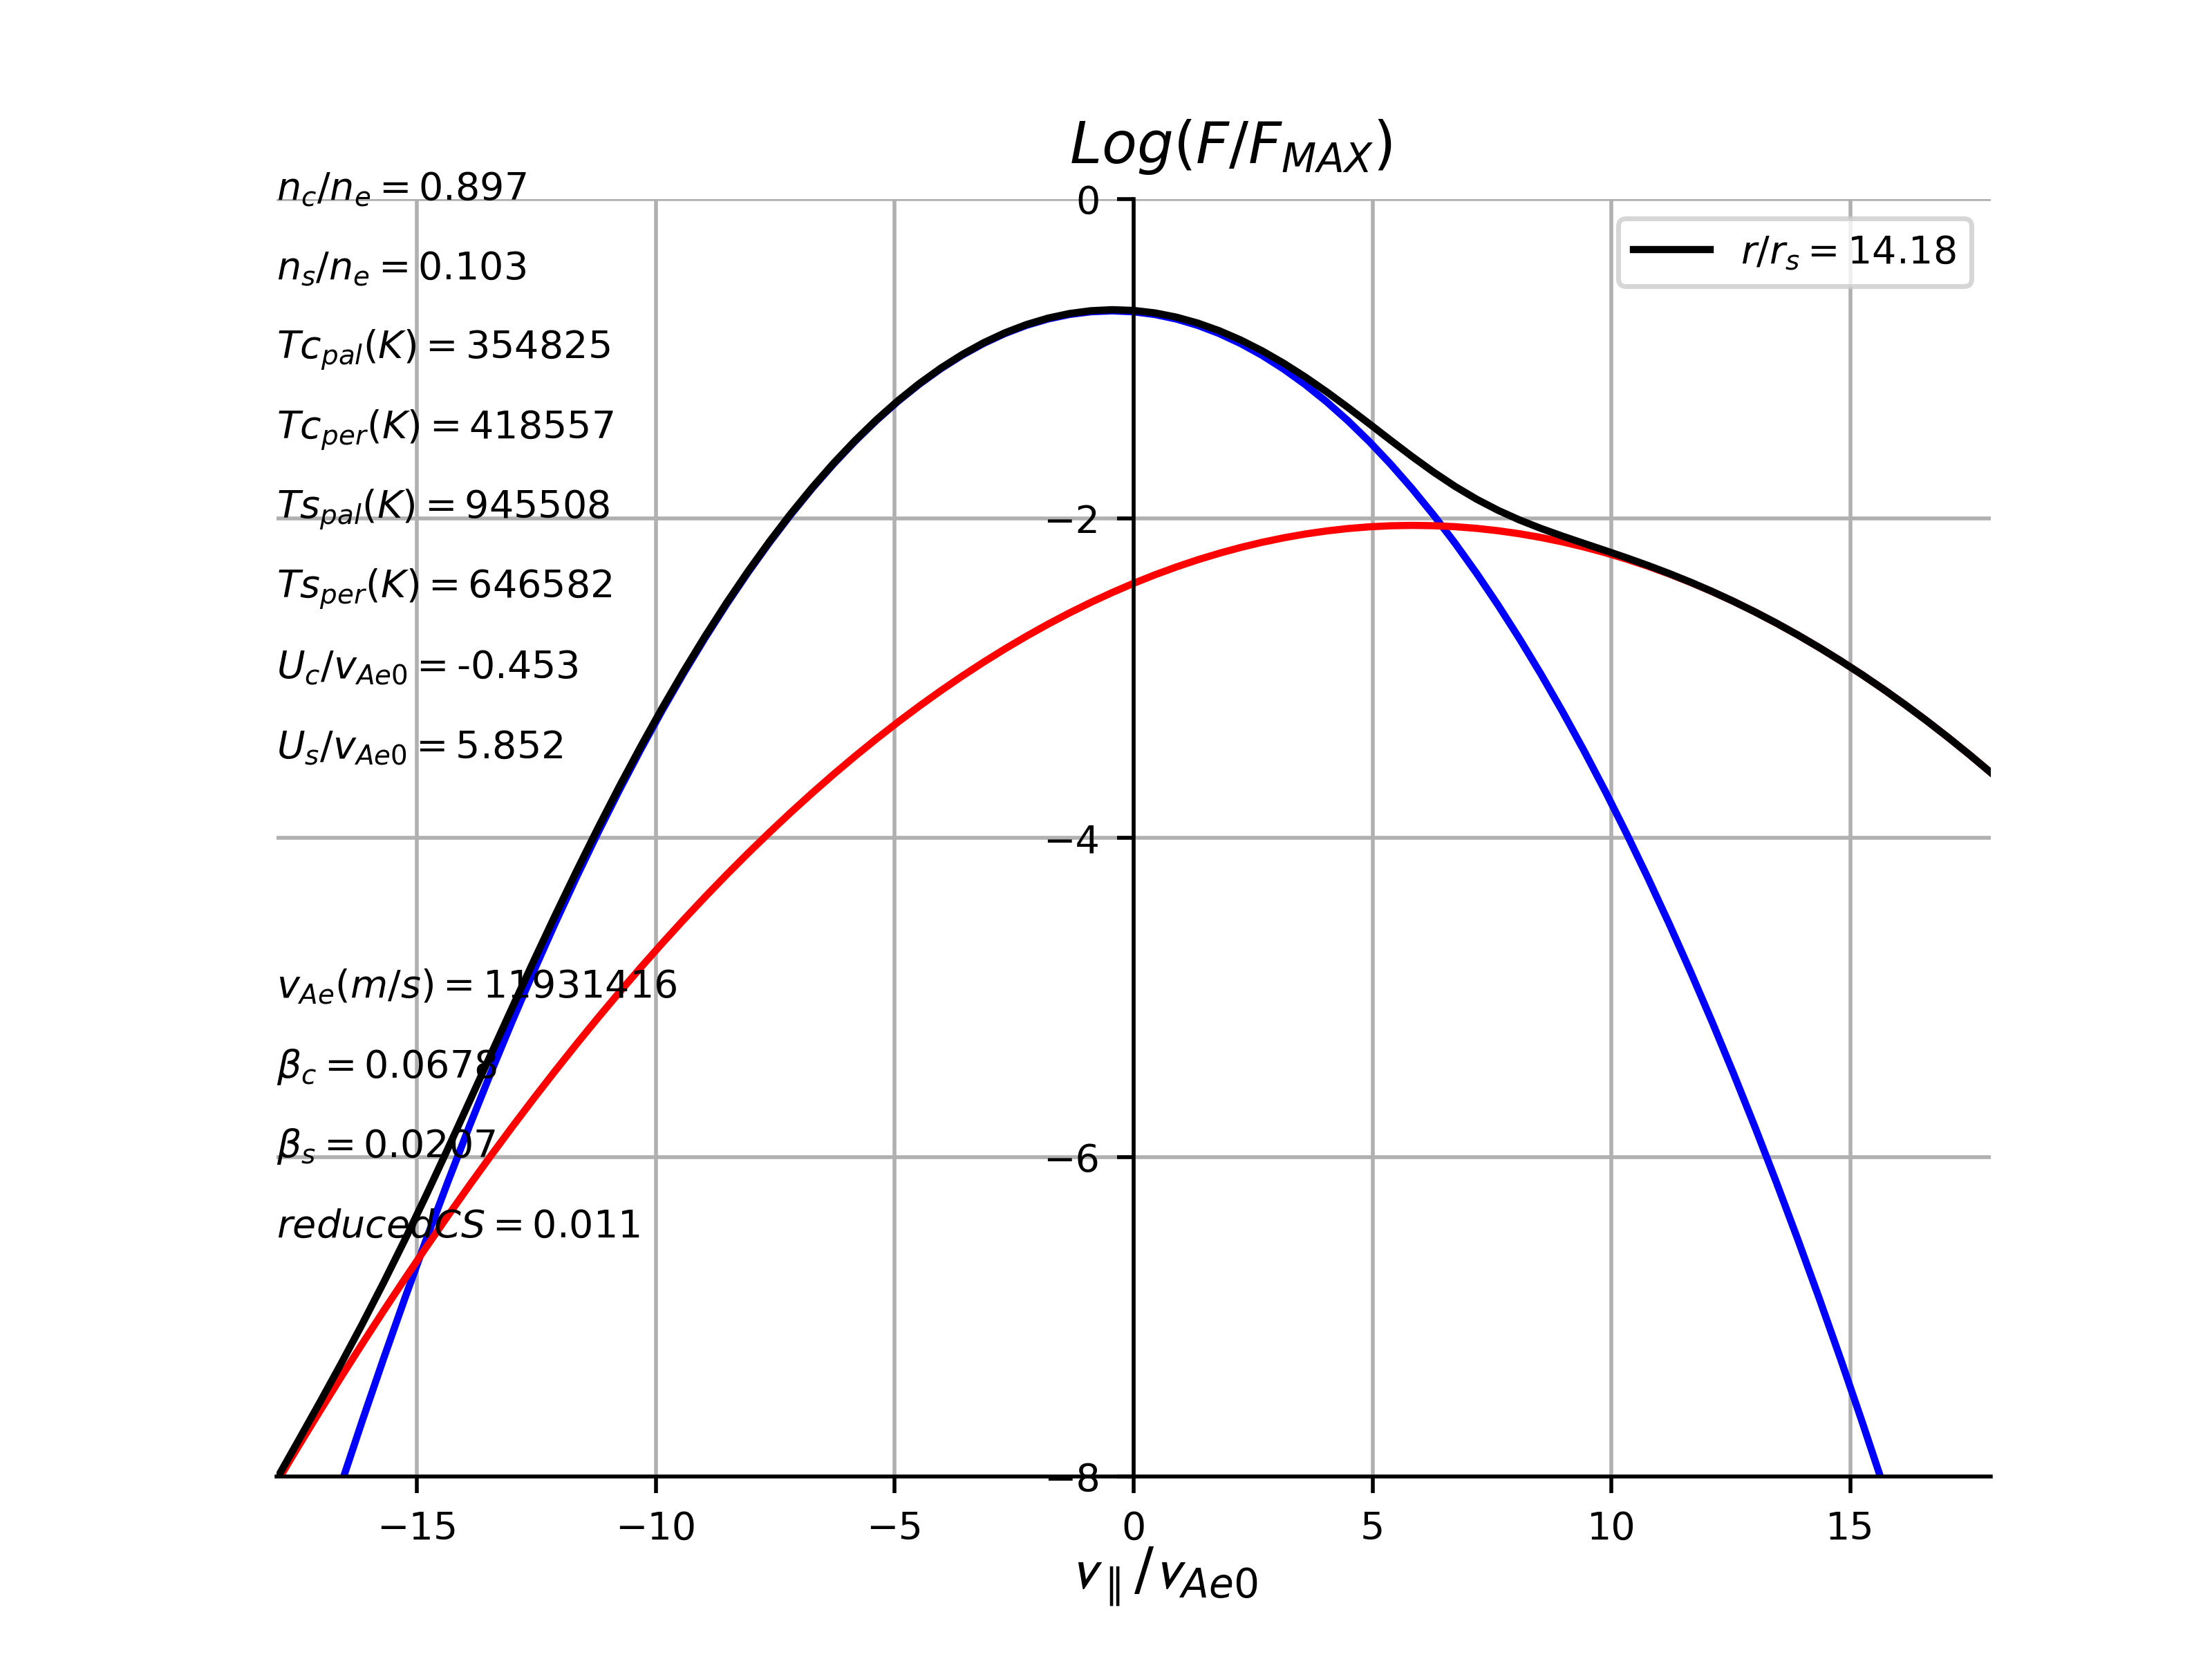 Log(F/F_MAX)
n_c/n_e = 0.897
0
r/r_s = 14.18
n_s/n_e = 0.103
Tc_pal(K) = 354825
Tc_per(K) = 418557
Ts_pal(K) = 945508
−2
Ts_per(K) = 646582
U_c/v_Ae0 = -0.453
U_s/v_Ae0 = 5.852
−4
v_Ae(m/s) = 11931416
β_c = 0.0678
β_s = 0.0207
−6
reducedCS = 0.011
−8
−15 −10 −5 0 5 10 15
v_∥/v_Ae0